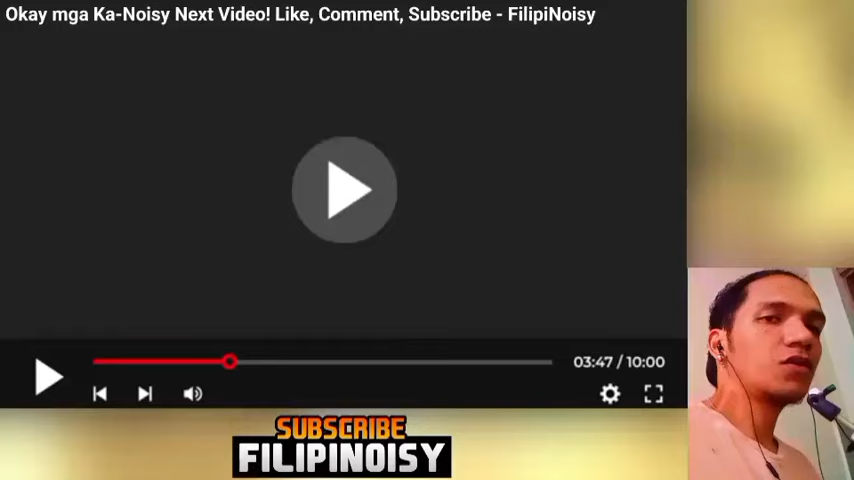 Okay mga Ka-Noisy Next Video! Like, Comment, Subscribe - FilipiNoisy
03:47 / 10:00
SUBSCRIBE
FILIPINOISY